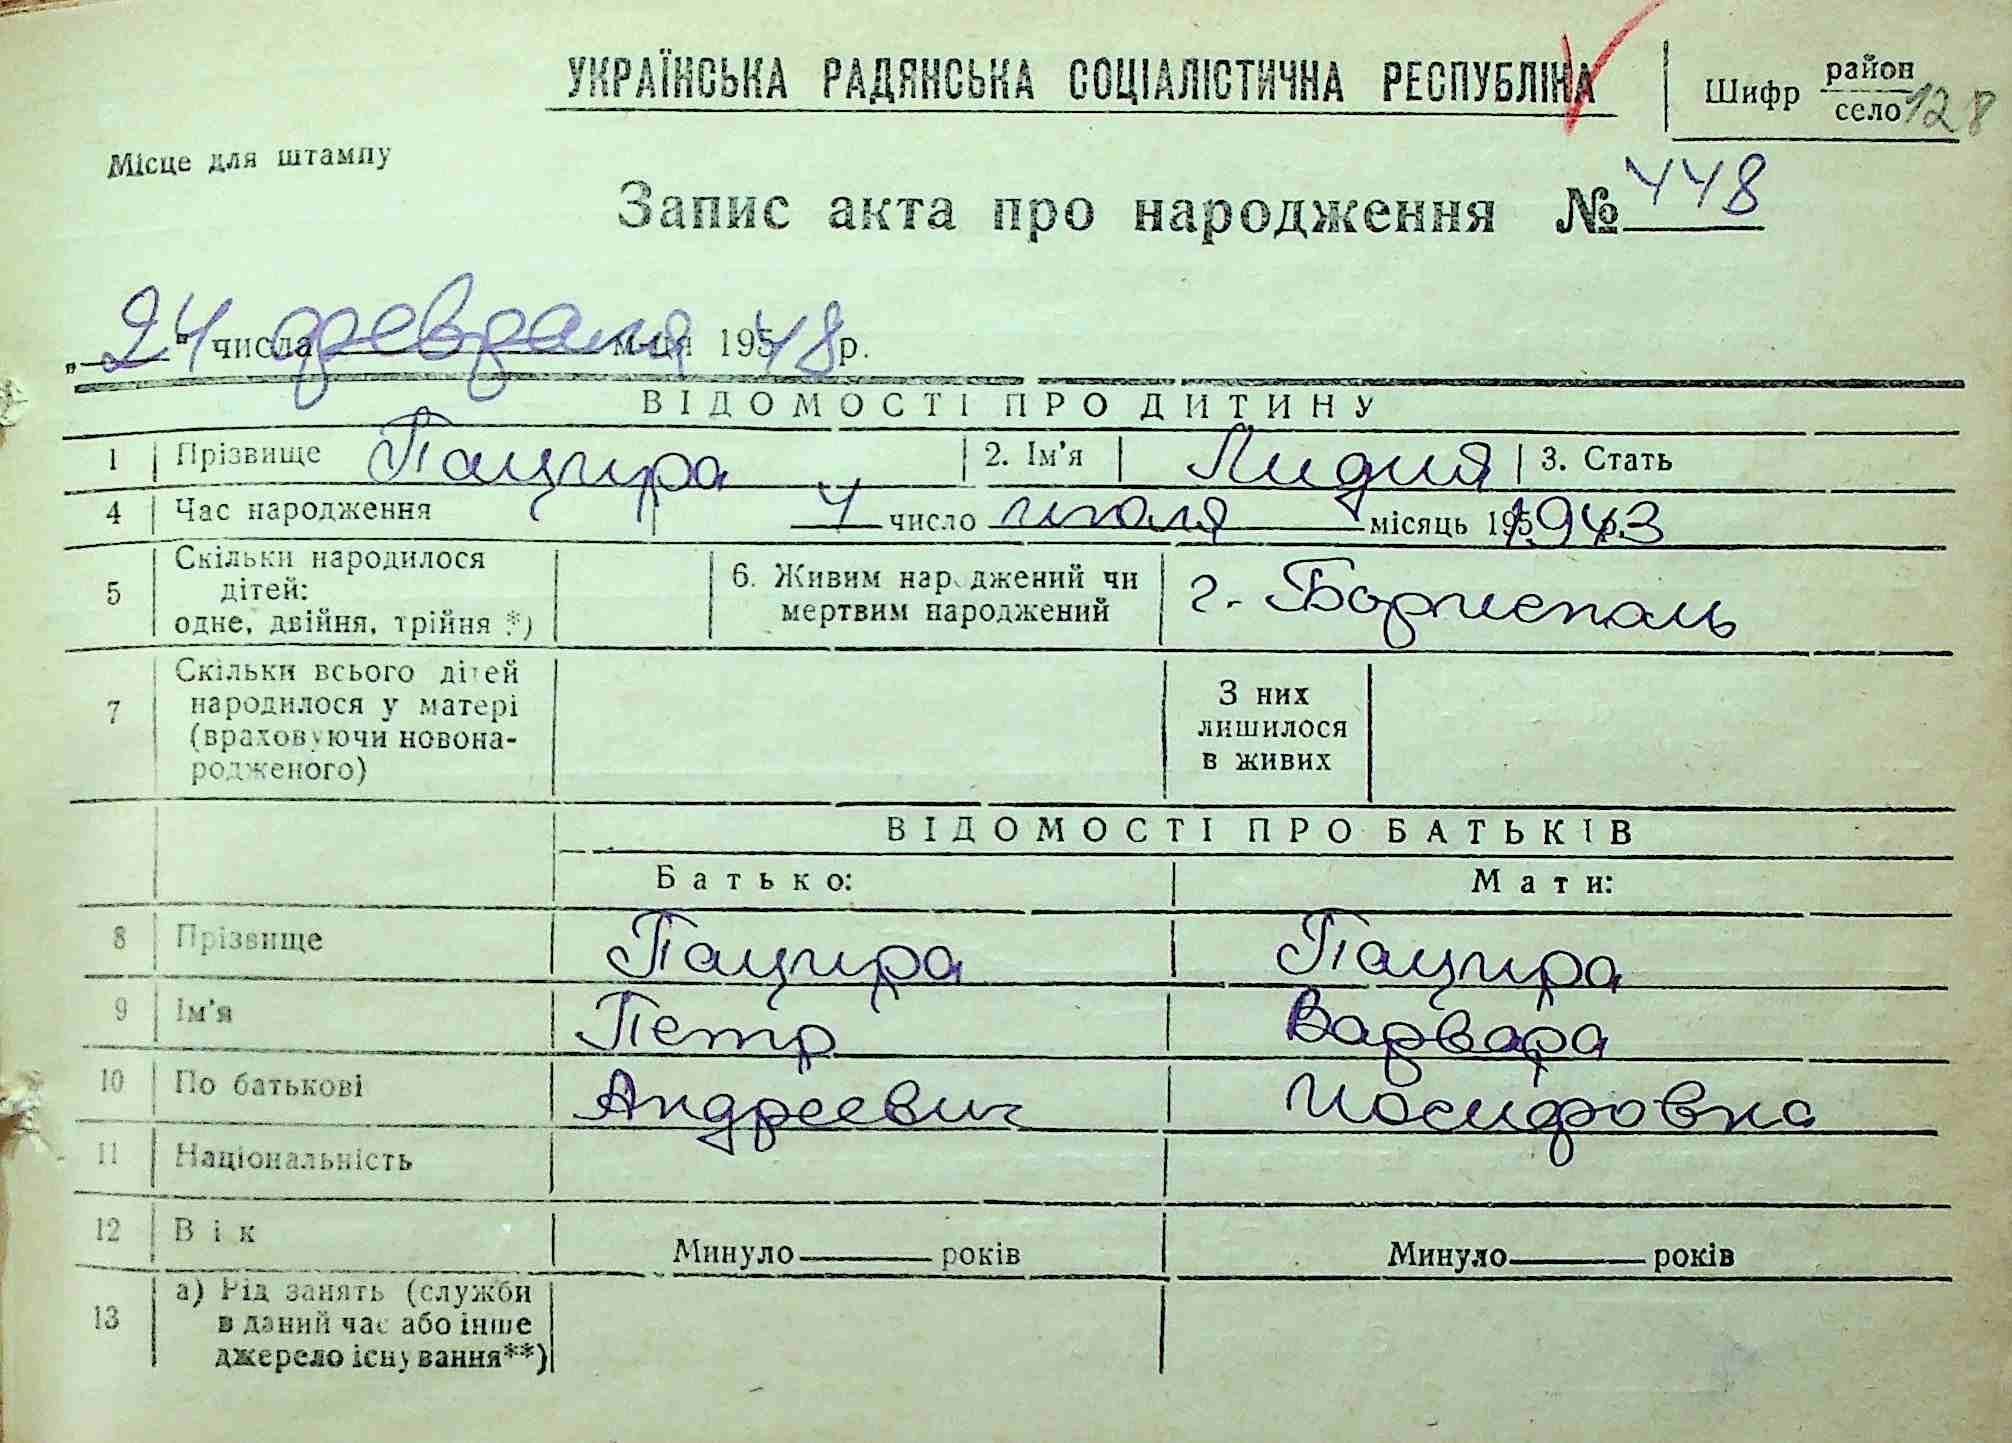 УКРАЇНСЬКА РАДЯНСЬКА СОЦІАЛІСТИЧНА РЕСПУБЛІКА
Шифр район
село 128
Місце для штампу
Запис акта про народження № 448
„24" числа февраля м-ця 1948 р.
ВІДОМОСТІ ПРО ДИТИНУ
1 Прізвище Пацира 2. Ім'я Лидия 3. Стать
4 Час народження 4 число июля місяць 1943 р.
5 Скільки народилося дітей: одне, двійня, трійня *) 6. Живим народжений чи мертвим народжений г. Борисполь
7 Скільки всього дітей народилося у матері (враховуючи новонародженого) З них лишилося в живих
ВІДОМОСТІ ПРО БАТЬКІВ
Батько: Мати:
8 Прізвище Пацира Пацира
9 Ім'я Петр Варвара
10 По батькові Андреевич Иосифовна
11 Національність
12 Вік Минуло років Минуло років
13 а) Рід занять (служби в даний час або інше джерело існування**)